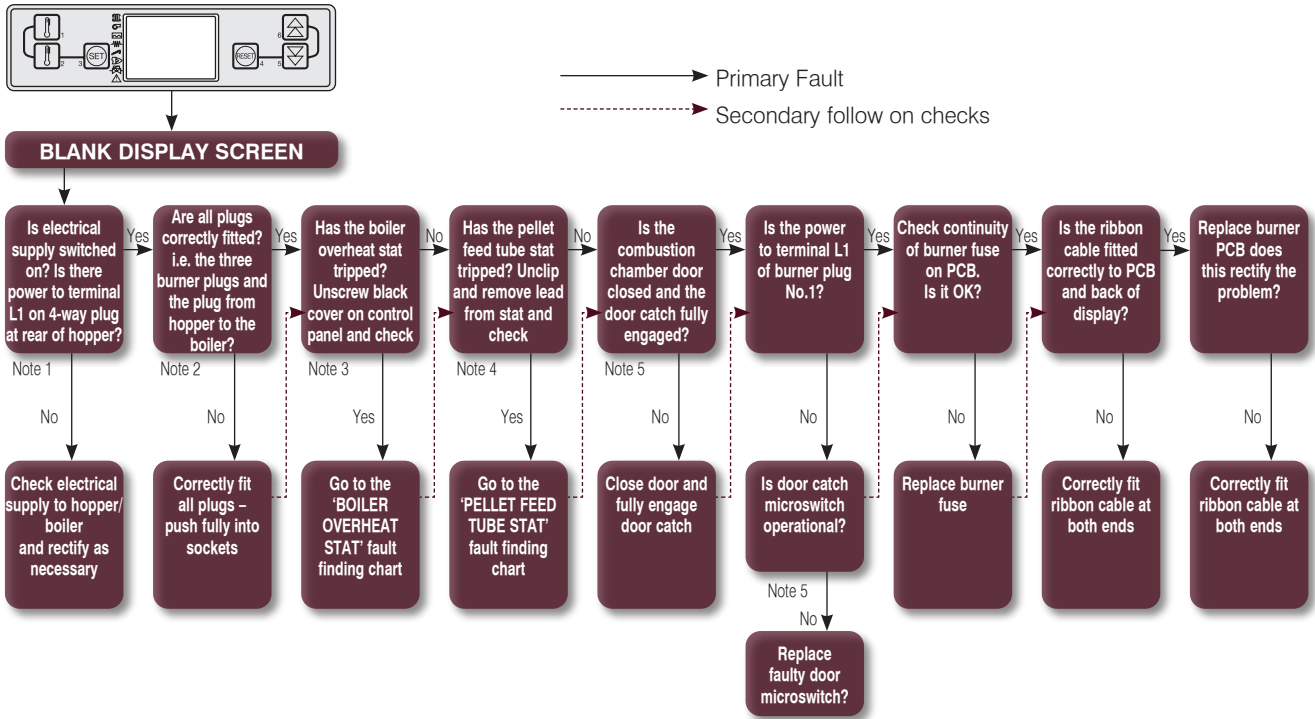 1
2
3
SET
RESET
4
5
6
Primary Fault
Secondary follow on checks
BLANK DISPLAY SCREEN
Is electrical
supply switched
on? Is there
power to terminal
L1 on 4-way plug
at rear of hopper?
Yes
Are all plugs
correctly fitted?
i.e. the three
burner plugs and
the plug from
hopper to the
boiler?
Yes
Has the boiler
overheat stat
tripped?
Unscrew black
cover on control
panel and check
No
Has the pellet
feed tube stat
tripped? Unclip
and remove lead
from stat and
check
No
Is the
combustion
chamber door
closed and the
door catch fully
engaged?
Yes
Is the power
to terminal L1
of burner plug
No.1?
Yes
Check continuity
of burner fuse
on PCB.
Is it OK?
Yes
Is the ribbon
cable fitted
correctly to PCB
and back of
display?
Yes
Replace burner
PCB does
this rectify the
problem?
Note 1
Note 2
Note 3
Note 4
Note 5
No
No
Yes
Yes
No
No
No
No
No
Check electrical
supply to hopper/
boiler
and rectify as
necessary
Correctly fit
all plugs –
push fully into
sockets
Go to the
‘BOILER
OVERHEAT
STAT’ fault
finding chart
Go to the
‘PELLET FEED
TUBE STAT’
fault finding
chart
Close door and
fully engage
door catch
Is door catch
microswitch
operational?
Replace burner
fuse
Correctly fit
ribbon cable at
both ends
Correctly fit
ribbon cable at
both ends
Note 5
No
Replace
faulty door
microswitch?